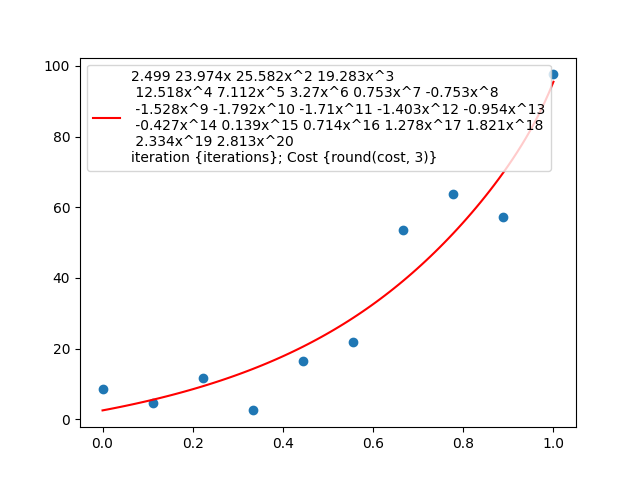 2.499 23.974x 25.582x^2 19.283x^3
12.518x^4 7.112x^5 3.27x^6 0.753x^7 -0.753x^8
-1.528x^9 -1.792x^10 -1.71x^11 -1.403x^12 -0.954x^13
-0.427x^14 0.139x^15 0.714x^16 1.278x^17 1.821x^18
2.334x^19 2.813x^20
iteration {iterations}; Cost {round(cost, 3)}
100
80
60
40
20
0
0.0 0.2 0.4 0.6 0.8 1.0